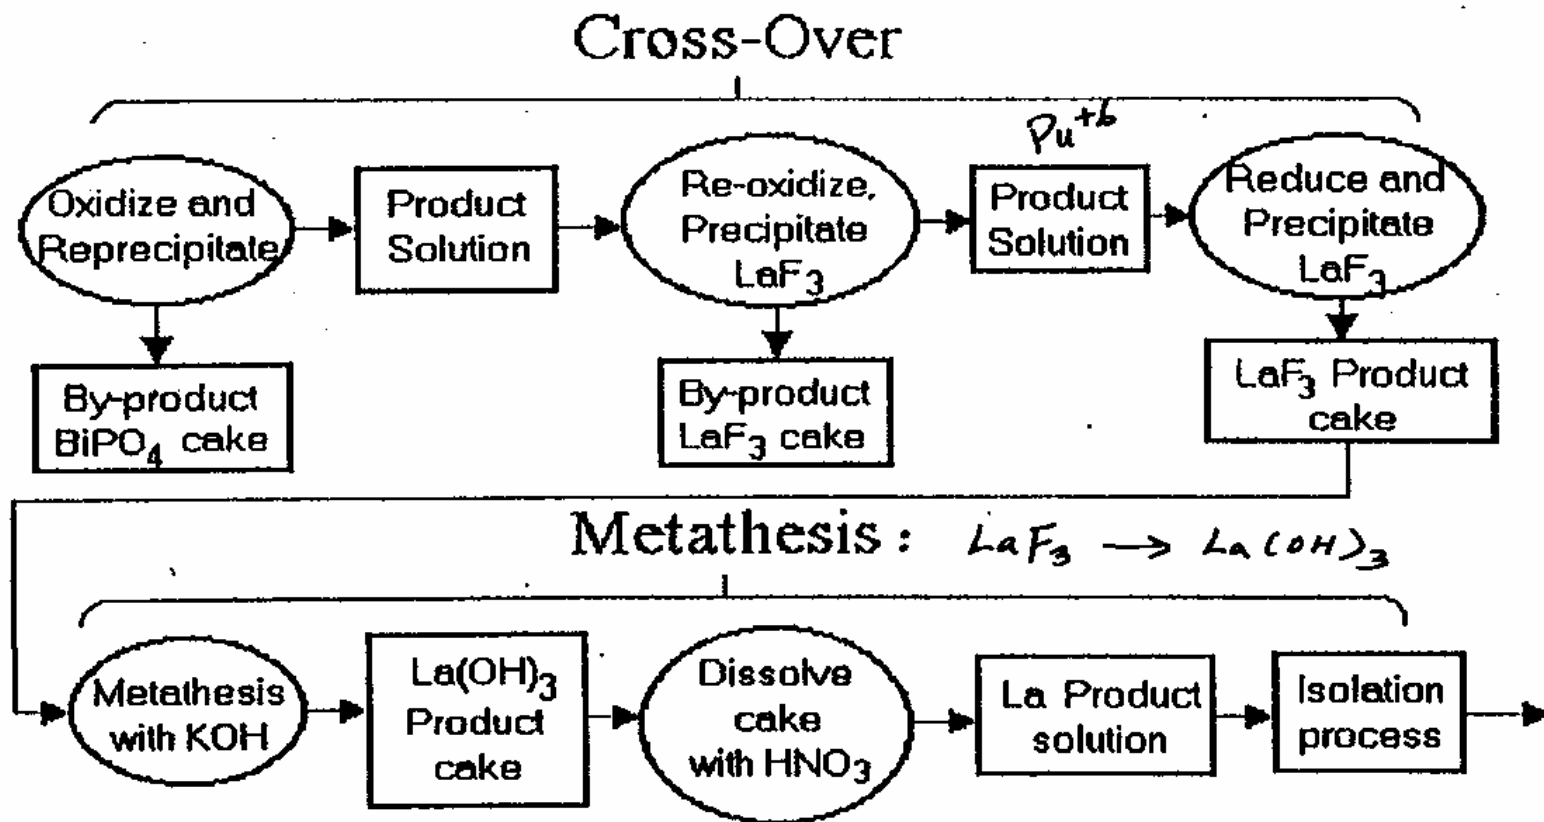 Cross-Over
Oxidize and
Reprecipitate
Product
Solution
Re-oxidize,
Precipitate
LaF₃
Pu⁺⁶
Product
Solution
Reduce and
Precipitate
LaF₃
By-product
BiPO₄ cake
By-product
LaF₃ cake
LaF₃ Product
cake
Metathesis : LaF₃ → La(OH)₃
Metathesis
with KOH
La(OH)₃
Product
cake
Dissolve
cake
with HNO₃
La Product
solution
Isolation
process